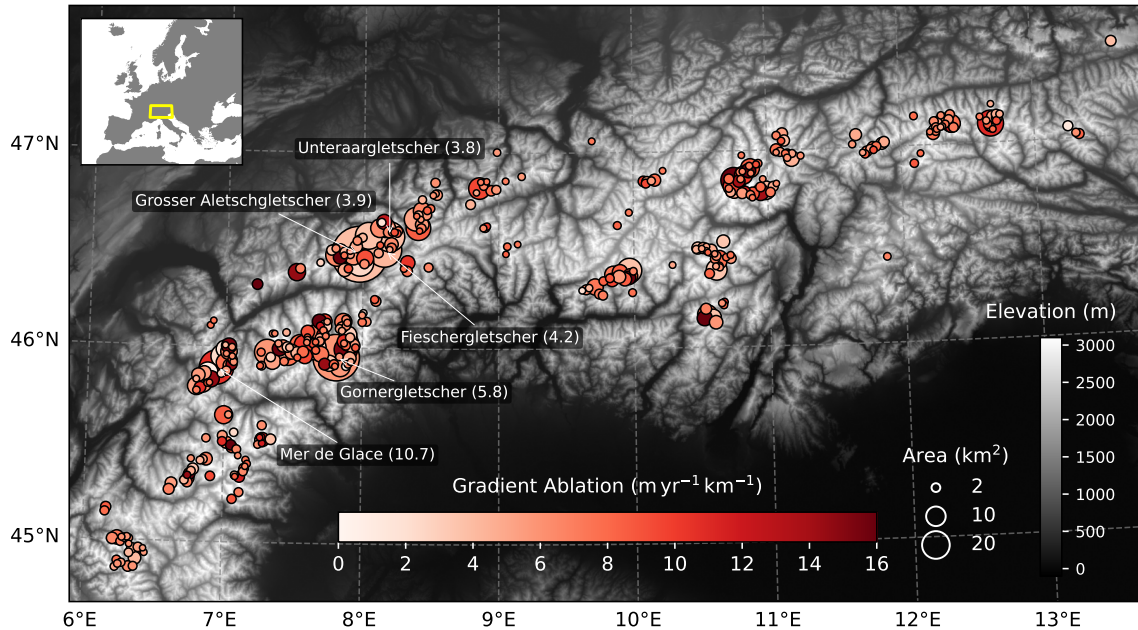 47°N
46°N
45°N
Unteraargletscher (3.8)
Grosser Aletschgletscher (3.9)
Fieschergletscher (4.2)
Gornergletscher (5.8)
Mer de Glace (10.7)
Elevation (m)
3000
2500
2000
1500
1000
500
0
Area (km²)
2
10
20
Gradient Ablation (m yr⁻¹ km⁻¹)
0 2 4 6 8 10 12 14 16
6°E 7°E 8°E 9°E 10°E 11°E 12°E 13°E